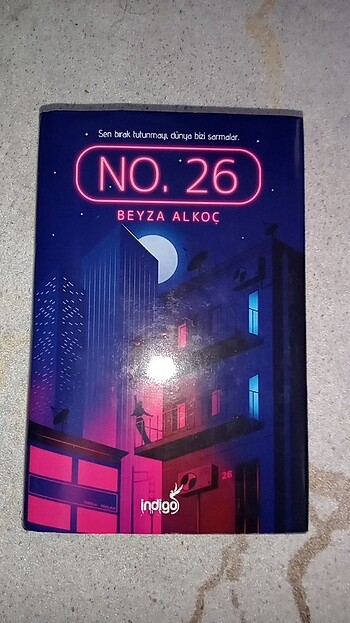 Sen bırak tutunmayı, dünya bizi sarmalar.
NO. 26
BEYZA ALKOÇ
26
indigo